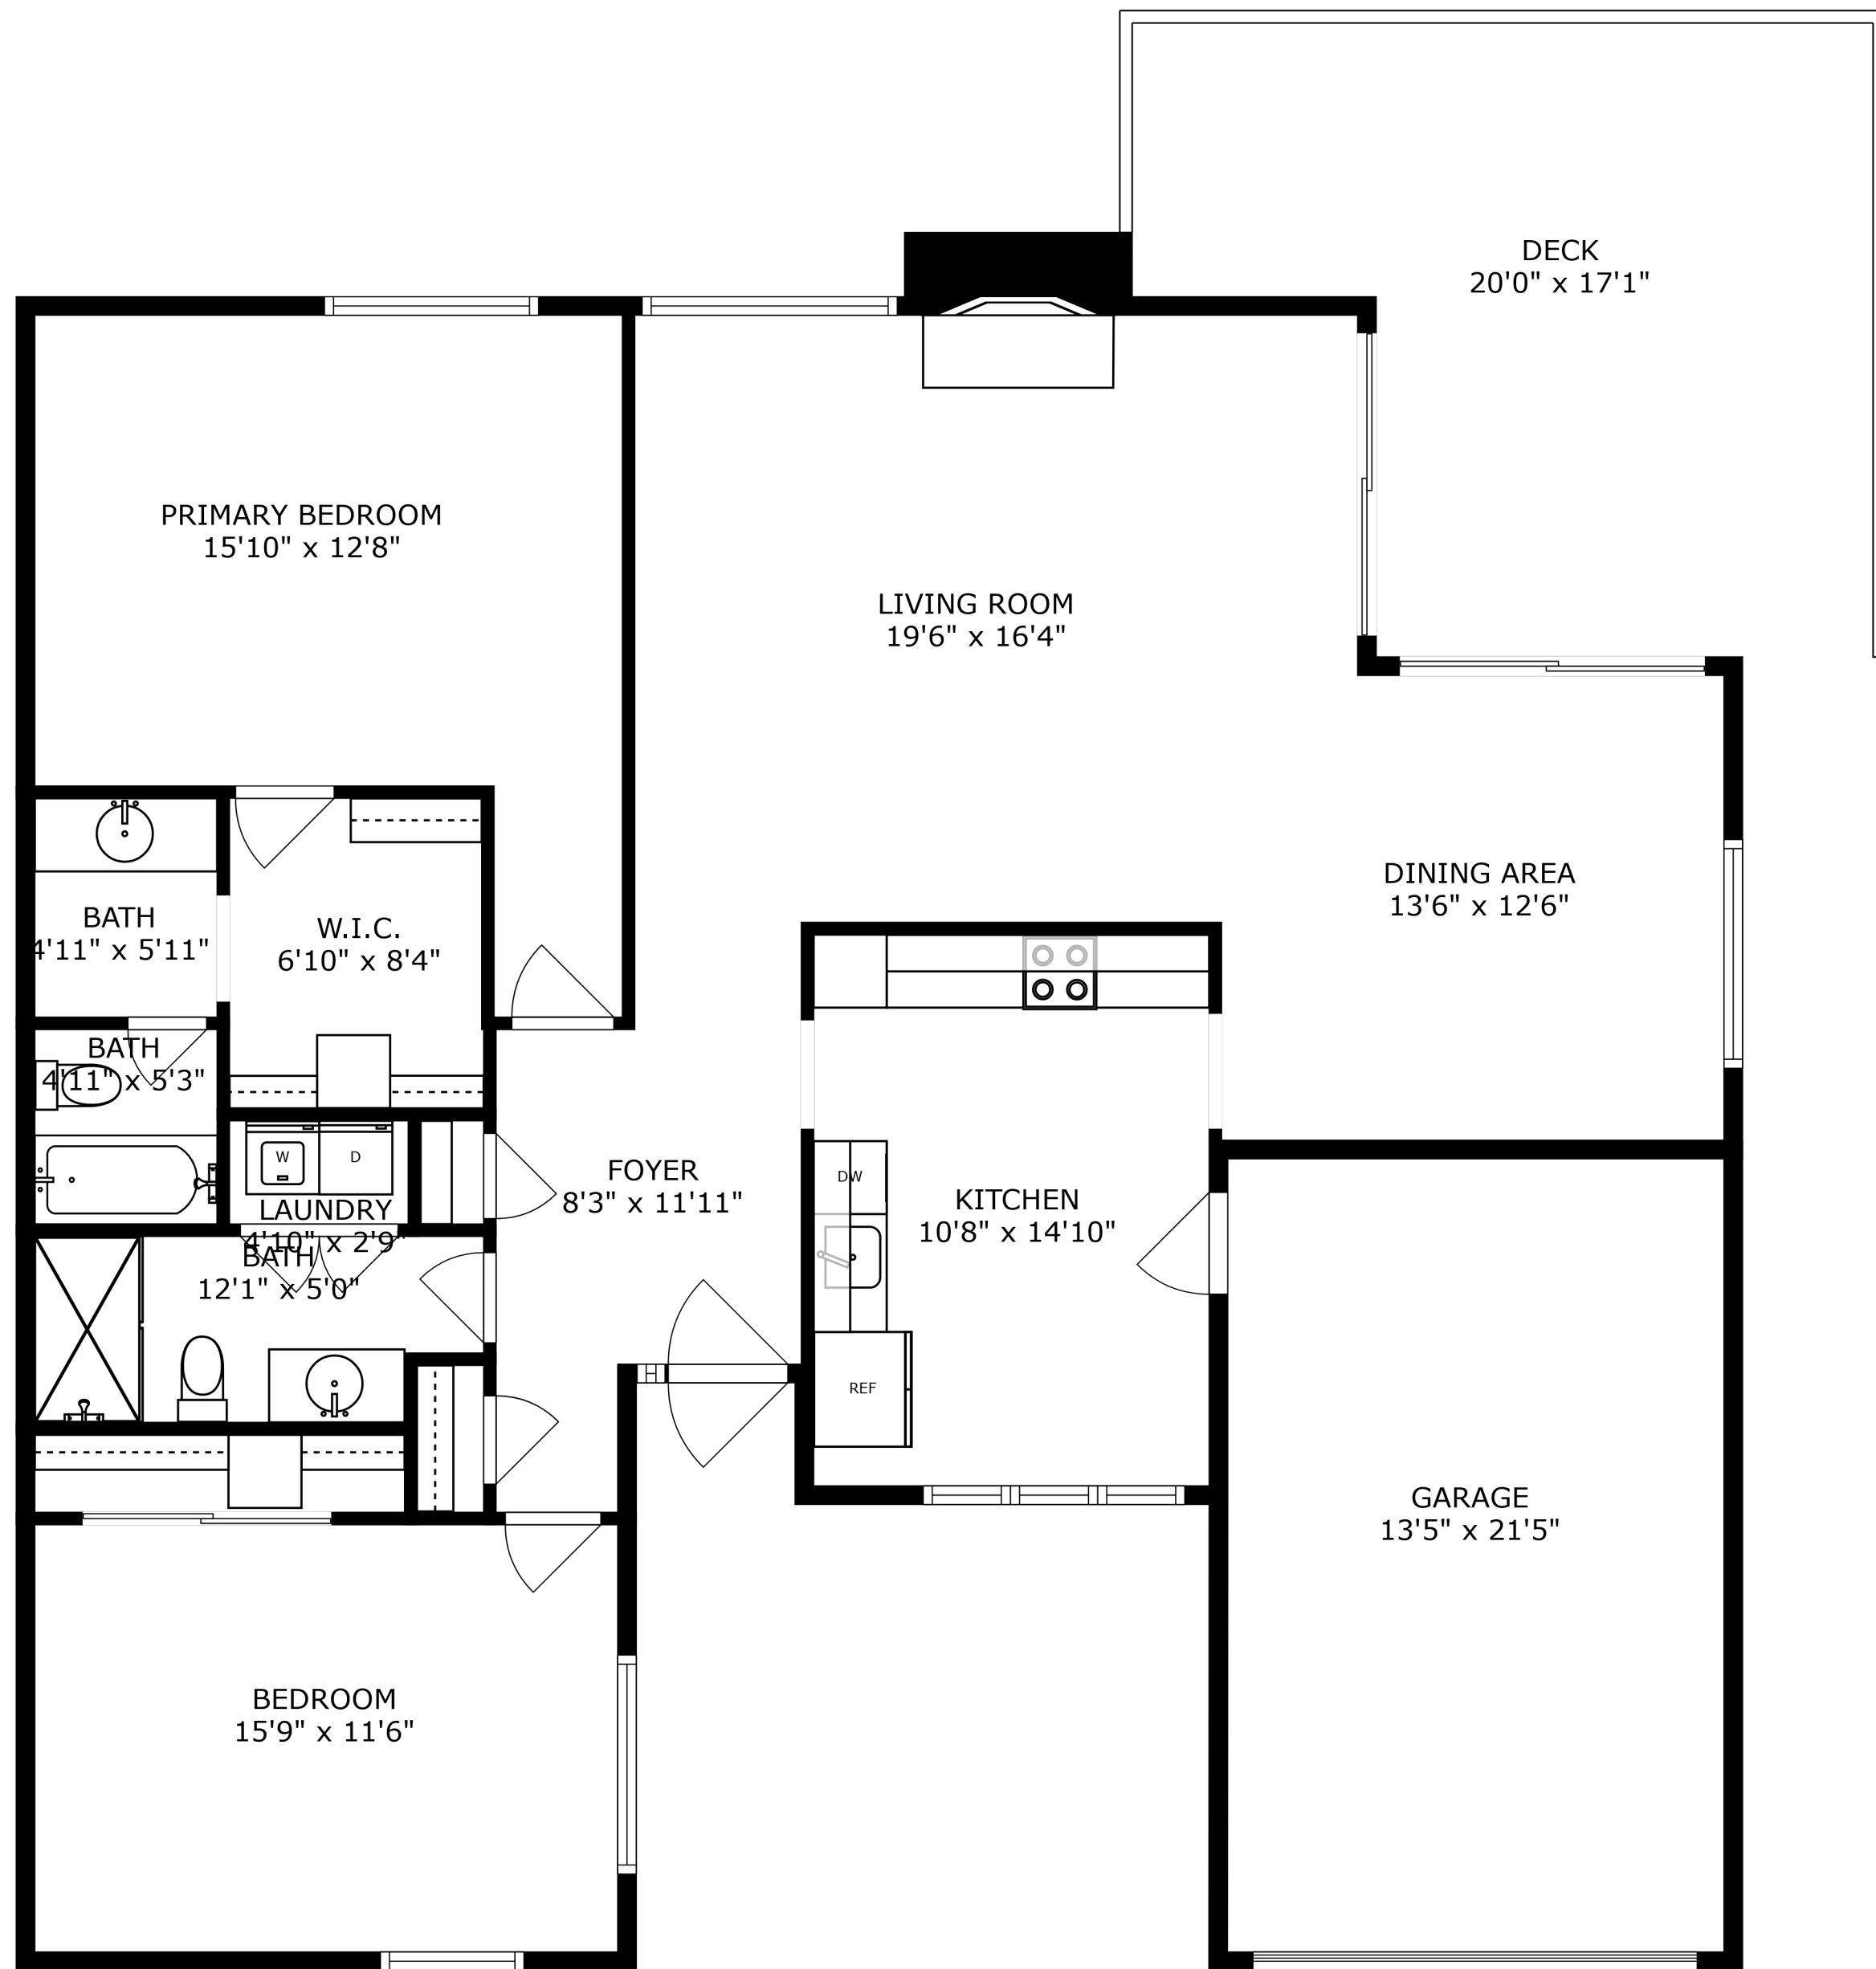 DECK
20'0" x 17'1"
PRIMARY BEDROOM
15'10" x 12'8"
LIVING ROOM
19'6" x 16'4"
DINING AREA
13'6" x 12'6"
BATH
4'11" x 5'11"
W.I.C.
6'10" x 8'4"
BATH
4'11" x 5'3"
W
D
LAUNDRY
4'10" x 2'9"
BATH
12'1" x 5'0"
FOYER
8'3" x 11'11"
DW
KITCHEN
10'8" x 14'10"
REF
GARAGE
13'5" x 21'5"
BEDROOM
15'9" x 11'6"